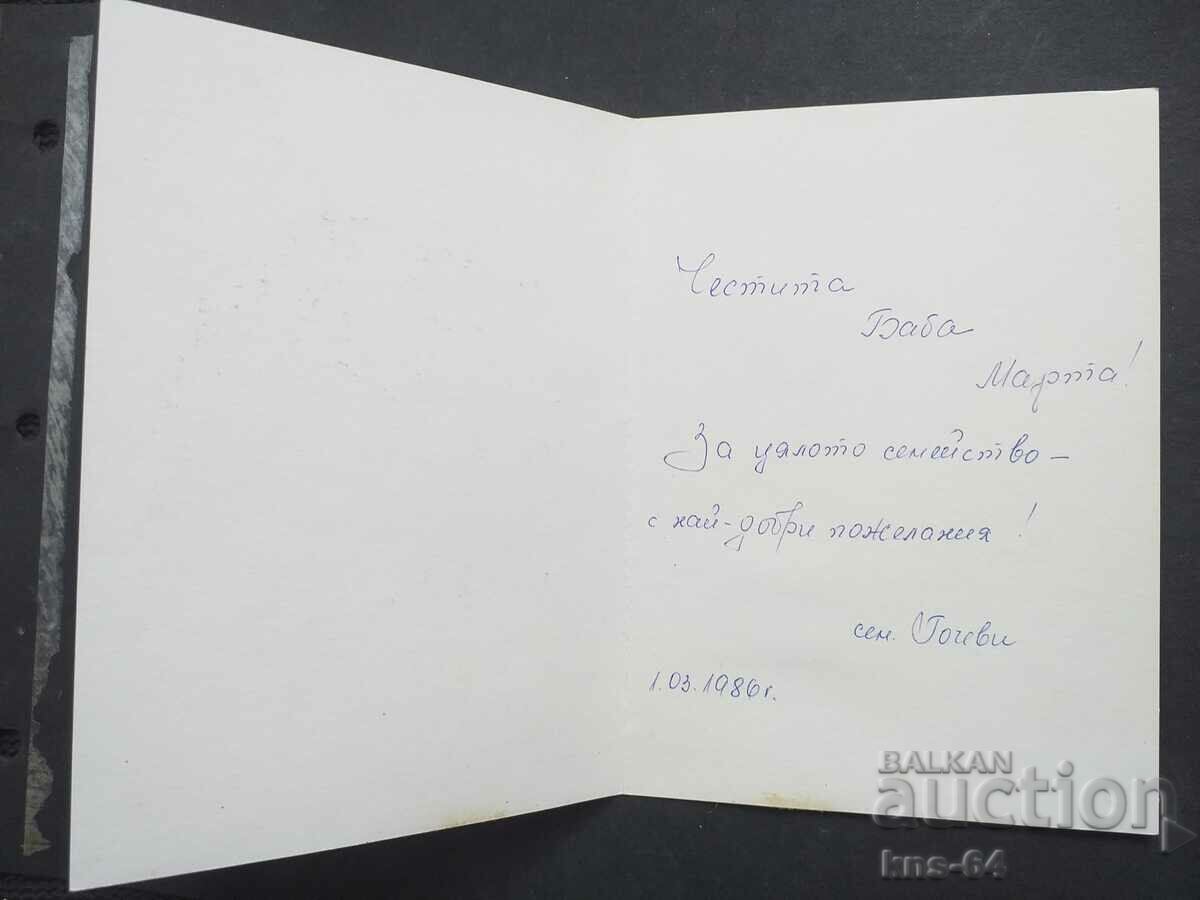 Честита
Баба
Марта!
За цялото семейство –
с най-добри пожелания!
сем. Гочеви
1.03.1986г.
BALKAN
auction
kns-64